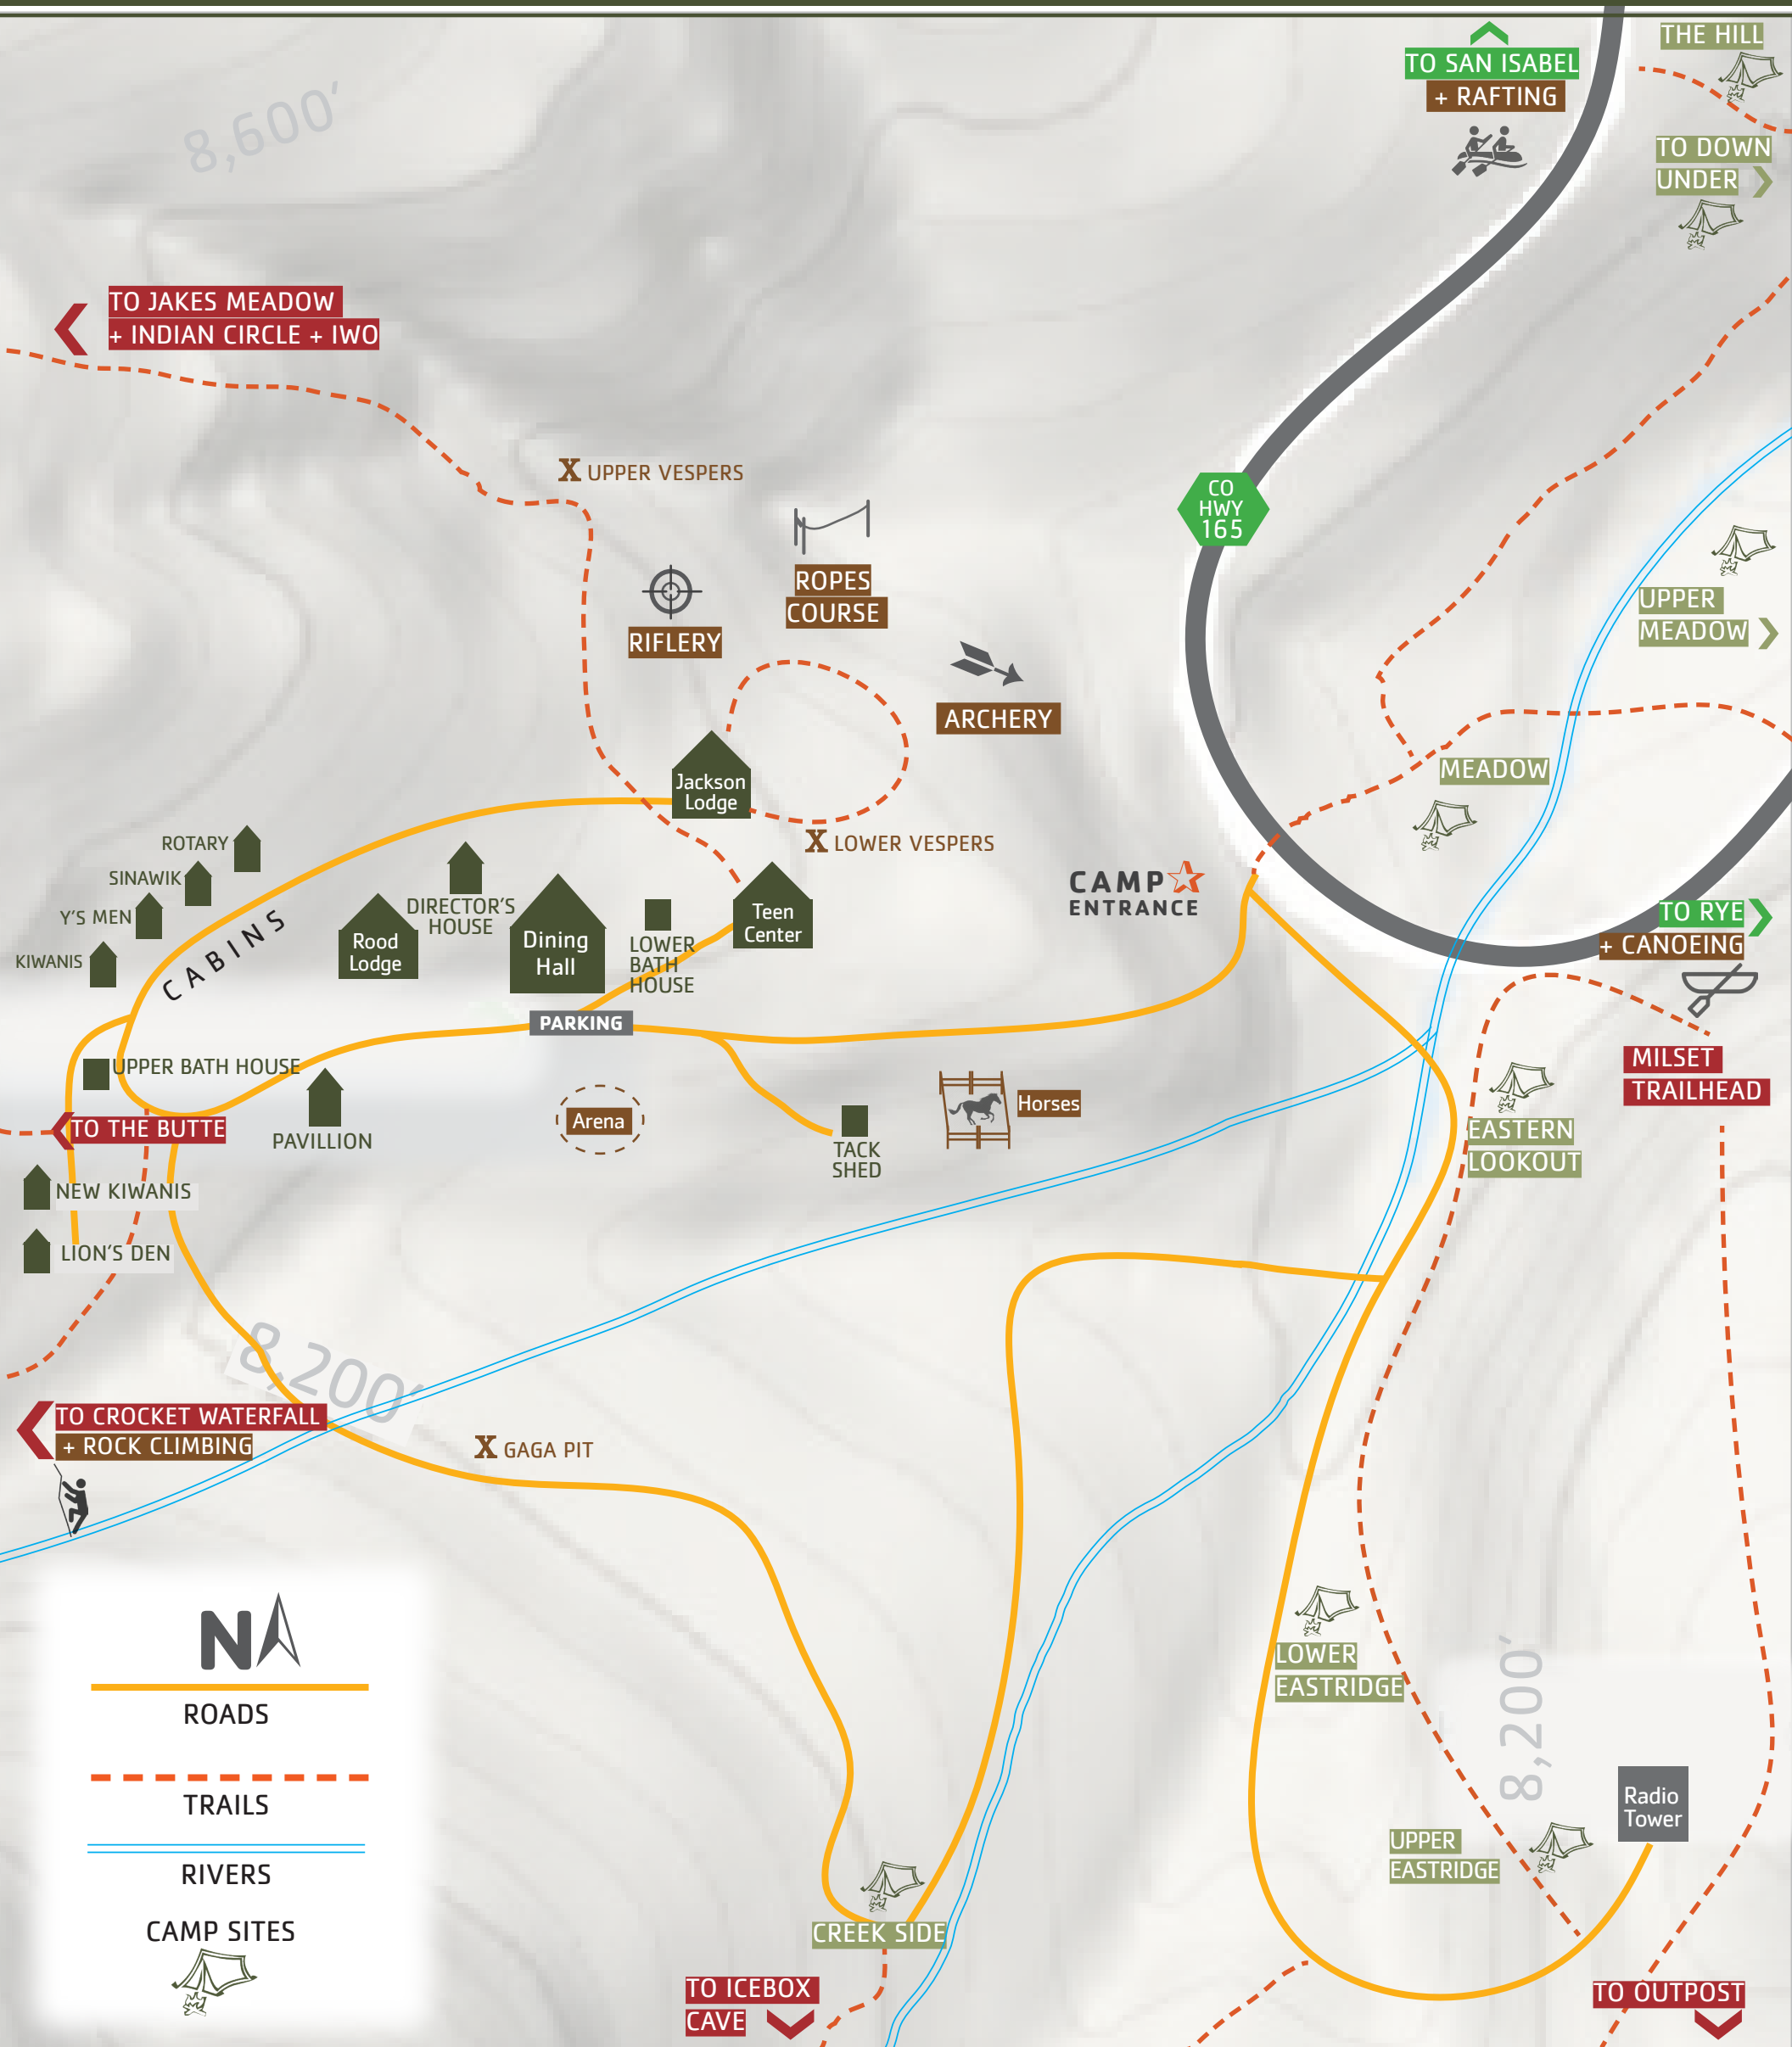 8,600'
TO SAN ISABEL
+ RAFTING
THE HILL
TO DOWN
UNDER
TO JAKES MEADOW
+ INDIAN CIRCLE + IWO
X UPPER VESPERS
CO
HWY
165
ROPES
COURSE
RIFLERY
UPPER
MEADOW
ARCHERY
MEADOW
Jackson
Lodge
ROTARY
X LOWER VESPERS
SINAWIK
CAMP
ENTRANCE
Y'S MEN
DIRECTOR'S
HOUSE
Teen
Center
TO RYE
+ CANOEING
KIWANIS
CABINS
Rood
Lodge
Dining
Hall
LOWER
BATH
HOUSE
PARKING
UPPER BATH HOUSE
MILSET
TRAILHEAD
Horses
Arena
TO THE BUTTE
PAVILLION
EASTERN
LOOKOUT
TACK
SHED
NEW KIWANIS
LION'S DEN
8,200'
TO CROCKET WATERFALL
+ ROCK CLIMBING
X GAGA PIT
N
ROADS
TRAILS
RIVERS
CAMP SITES
LOWER
EASTRIDGE
8,200'
Radio
Tower
UPPER
EASTRIDGE
CREEK SIDE
TO ICEBOX
CAVE
TO OUTPOST